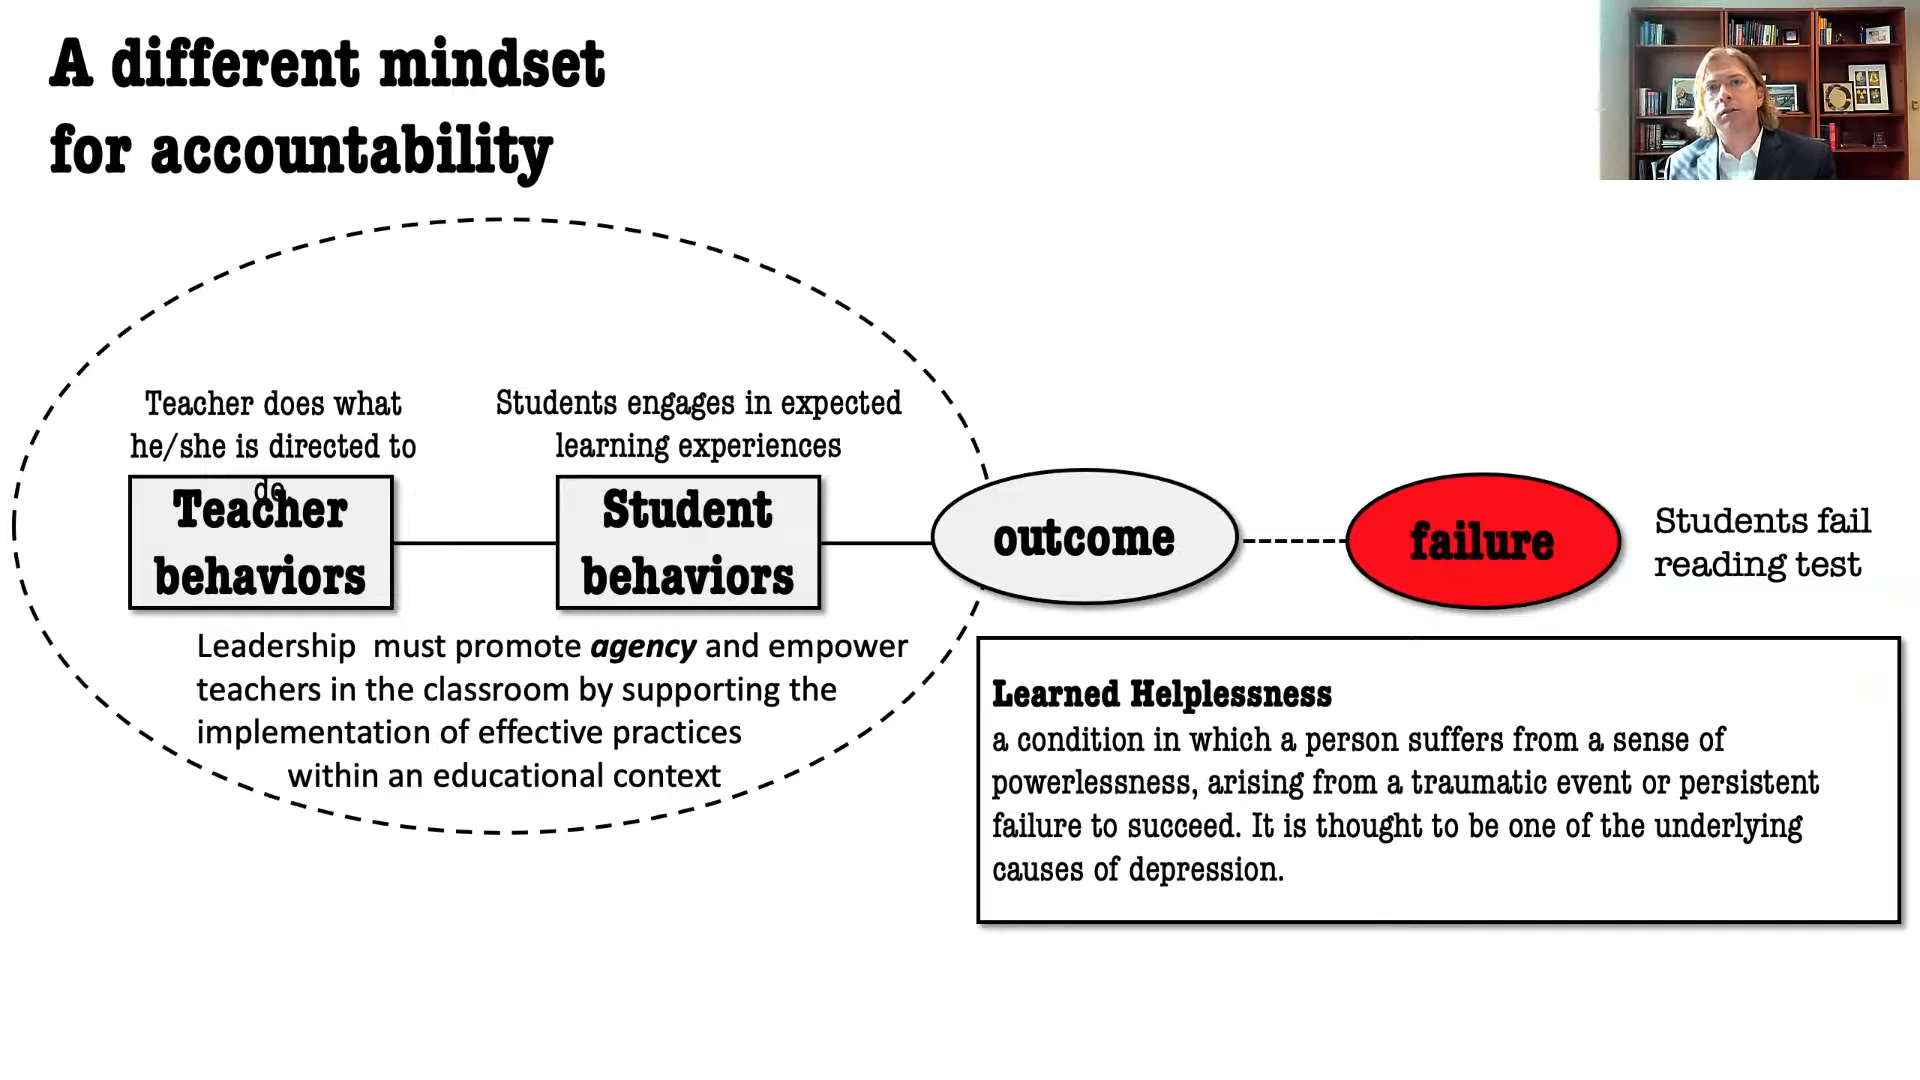 A different mindset
for accountability
Teacher does what
he/she is directed to
do
Students engages in expected
learning experiences
Teacher
behaviors
Student
behaviors
outcome
failure
Students fail
reading test
Leadership  must promote agency and empower
teachers in the classroom by supporting the
implementation of effective practices
within an educational context
Learned Helplessness
a condition in which a person suffers from a sense of
powerlessness, arising from a traumatic event or persistent
failure to succeed. It is thought to be one of the underlying
causes of depression.